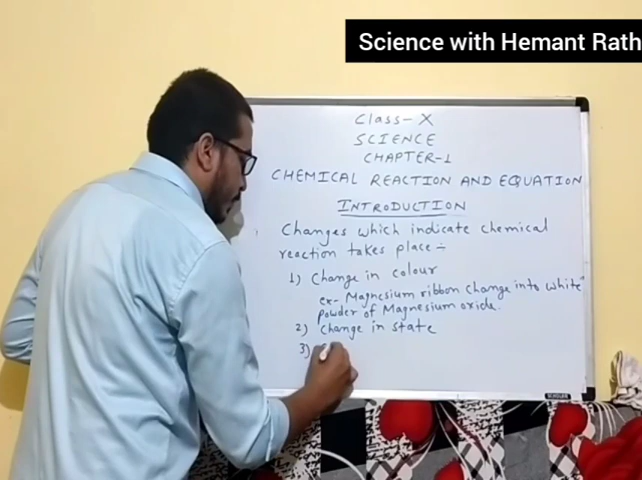 Science with Hemant Rath
Class-X
SCIENCE
CHAPTER-1
CHEMICAL REACTION AND EQUATION
INTRODUCTION
Changes which indicate chemical
reaction takes place ÷
1) Change in colour
ex- Magnesium ribbon change into white
powder of Magnesium oxide.
2) Change in state
3)
SCHOLAR